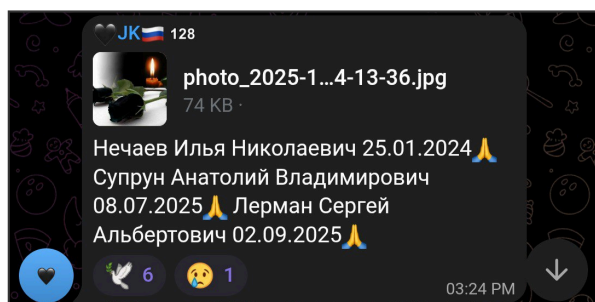 🖤JK🇷🇺 128
photo_2025-1...4-13-36.jpg
74 KB ·
Нечаев Илья Николаевич 25.01.2024🙏
Супрун Анатолий Владимирович
08.07.2025🙏 Лерман Сергей
Альбертович 02.09.2025🙏
🕊 6 😢 1
03:24 PM